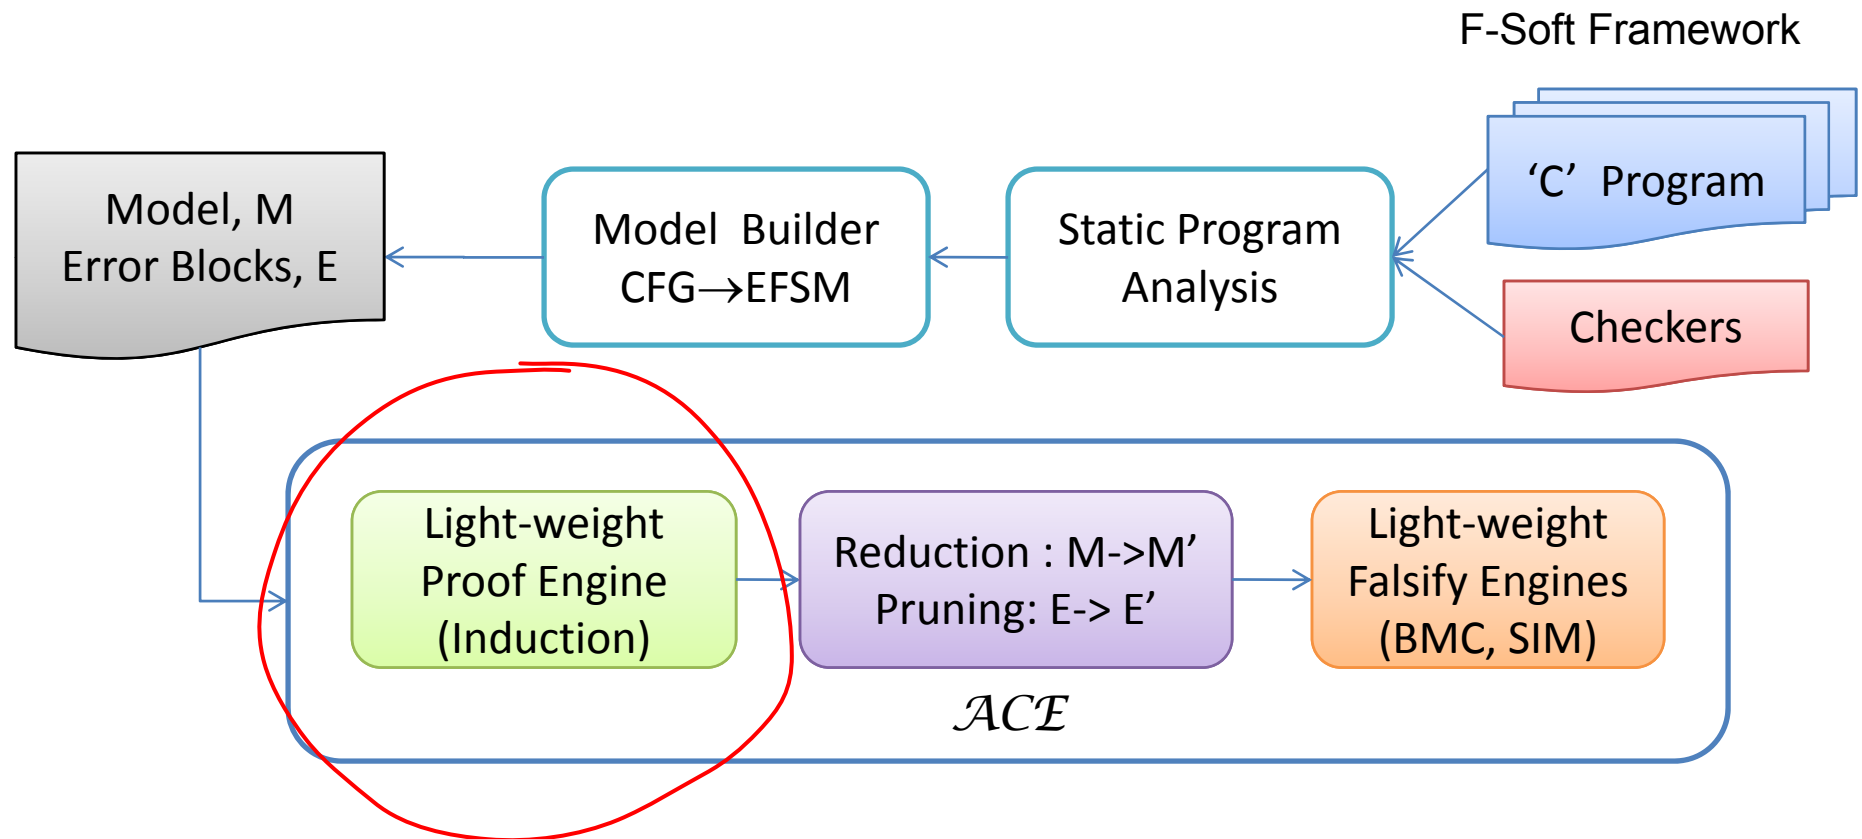 F-Soft Framework
‘C’ Program
Checkers
Static Program
Analysis
Model Builder
CFG→EFSM
Model, M
Error Blocks, E
Light-weight
Proof Engine
(Induction)
Reduction : M->M’
Pruning: E-> E’
Light-weight
Falsify Engines
(BMC, SIM)
ACE